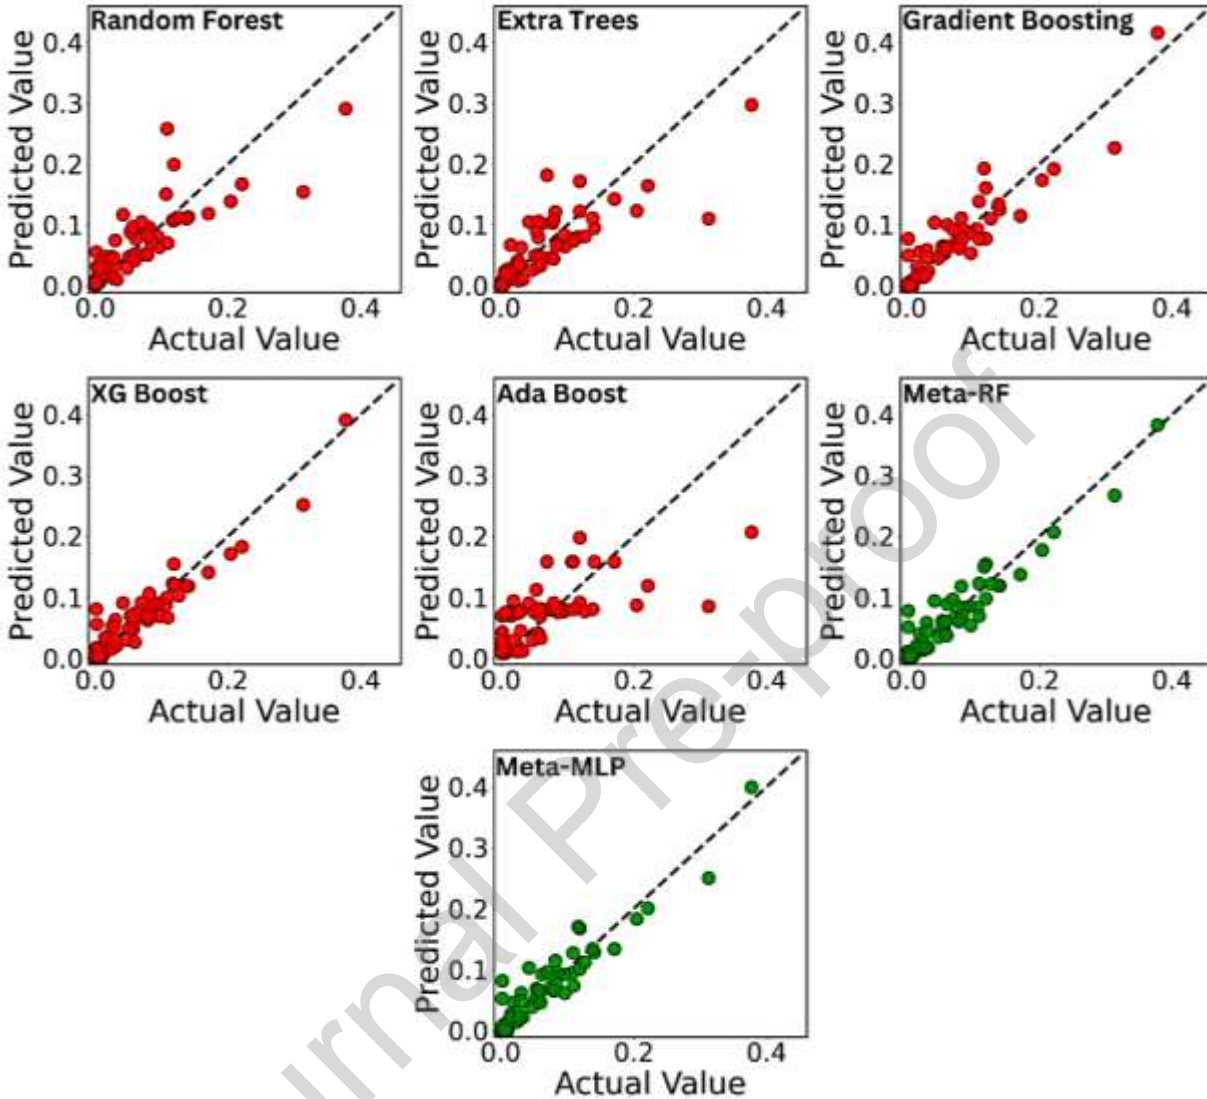 Random Forest
Extra Trees
Gradient Boosting
Predicted Value
0.4
0.3
0.2
0.1
0.0
Predicted Value
0.4
0.3
0.2
0.1
0.0
Predicted Value
0.4
0.3
0.2
0.1
0.0
0.0 0.2 0.4
0.0 0.2 0.4
0.0 0.2 0.4
Actual Value
Actual Value
Actual Value
XG Boost
Ada Boost
Meta-RF
Predicted Value
0.4
0.3
0.2
0.1
0.0
Predicted Value
0.4
0.3
0.2
0.1
0.0
Predicted Value
0.4
0.3
0.2
0.1
0.0
0.0 0.2 0.4
0.0 0.2 0.4
0.0 0.2 0.4
Actual Value
Actual Value
Actual Value
Meta-MLP
Predicted Value
0.4
0.3
0.2
0.1
0.0
0.0 0.2 0.4
Actual Value
urnal Pre-proof